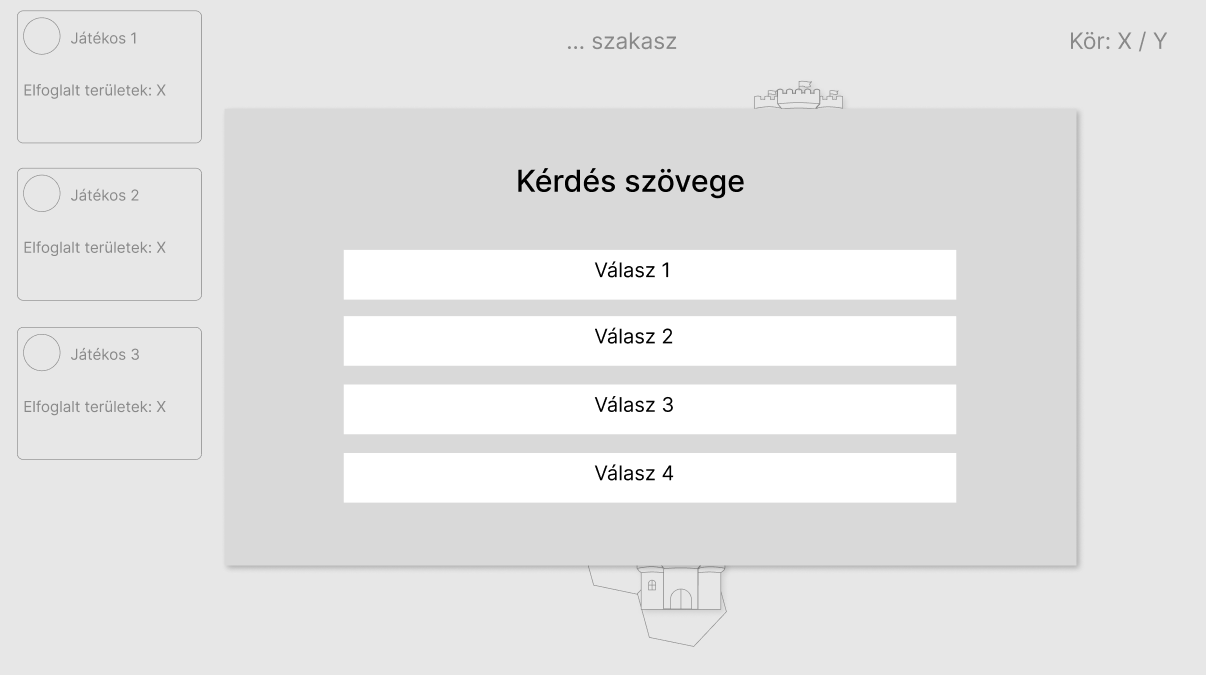 Játékos 1
Elfoglalt területek: X
Játékos 2
Elfoglalt területek: X
Játékos 3
Elfoglalt területek: X
... szakasz
Kör: X / Y
Kérdés szövege
Válasz 1
Válasz 2
Válasz 3
Válasz 4